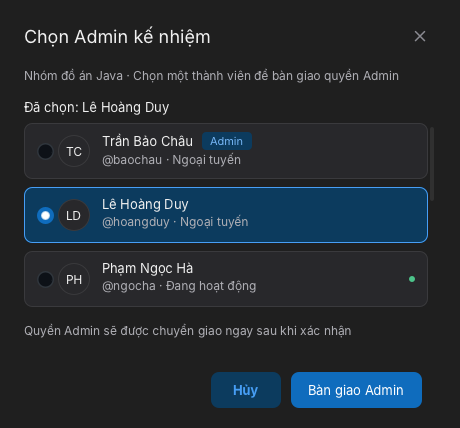 Chọn Admin kế nhiệm
Nhóm đồ án Java · Chọn một thành viên để bàn giao quyền Admin
Đã chọn: Lê Hoàng Duy
TC
Trần Bảo Châu Admin
@baochau · Ngoại tuyến
LD
Lê Hoàng Duy
@hoangduy · Ngoại tuyến
PH
Phạm Ngọc Hà
@ngocha · Đang hoạt động
Quyền Admin sẽ được chuyển giao ngay sau khi xác nhận
Hủy
Bàn giao Admin